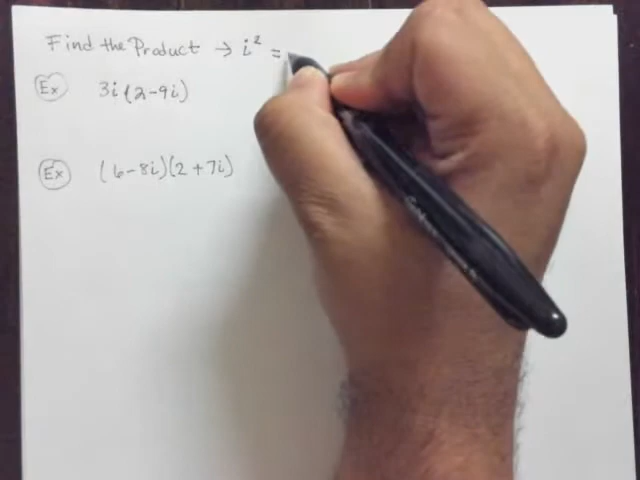 Find the Product → i² =
Ex 3i(2-9i)
Ex (6-8i)(2+7i)